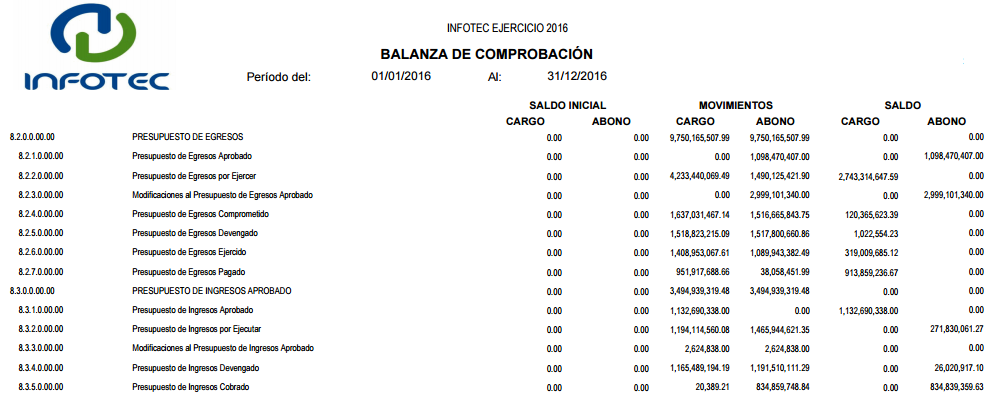 INFOTEC
INFOTEC EJERCICIO 2016
BALANZA DE COMPROBACIÓN
Período del: 01/01/2016 Al: 31/12/2016
SALDO INICIAL MOVIMIENTOS SALDO
CARGO ABONO CARGO ABONO CARGO ABONO
8.2.0.0.00.00 PRESUPUESTO DE EGRESOS 0.00 0.00 9,750,165,507.99 9,750,165,507.99 0.00 0.00
8.2.1.0.00.00 Presupuesto de Egresos Aprobado 0.00 0.00 0.00 1,098,470,407.00 0.00 1,098,470,407.00
8.2.2.0.00.00 Presupuesto de Egresos por Ejercer 0.00 0.00 4,233,440,069.49 1,490,125,421.90 2,743,314,647.59 0.00
8.2.3.0.00.00 Modificaciones al Presupuesto de Egresos Aprobado 0.00 0.00 0.00 2,999,101,340.00 0.00 2,999,101,340.00
8.2.4.0.00.00 Presupuesto de Egresos Comprometido 0.00 0.00 1,637,031,467.14 1,516,665,843.75 120,365,623.39 0.00
8.2.5.0.00.00 Presupuesto de Egresos Devengado 0.00 0.00 1,518,823,215.09 1,517,800,660.86 1,022,554.23 0.00
8.2.6.0.00.00 Presupuesto de Egresos Ejercido 0.00 0.00 1,408,953,067.61 1,089,943,382.49 319,009,685.12 0.00
8.2.7.0.00.00 Presupuesto de Egresos Pagado 0.00 0.00 951,917,688.66 38,058,451.99 913,859,236.67 0.00
8.3.0.0.00.00 PRESUPUESTO DE INGRESOS APROBADO 0.00 0.00 3,494,939,319.48 3,494,939,319.48 0.00 0.00
8.3.1.0.00.00 Presupuesto de Ingresos Aprobado 0.00 0.00 1,132,690,338.00 0.00 1,132,690,338.00 0.00
8.3.2.0.00.00 Presupuesto de Ingresos por Ejecutar 0.00 0.00 1,194,114,560.08 1,465,944,621.35 0.00 271,830,061.27
8.3.3.0.00.00 Modificaciones al Presupuesto de Ingresos Aprobado 0.00 0.00 2,624,838.00 2,624,838.00 0.00 0.00
8.3.4.0.00.00 Presupuesto de Ingresos Devengado 0.00 0.00 1,165,489,194.19 1,191,510,111.29 0.00 26,020,917.10
8.3.5.0.00.00 Presupuesto de Ingresos Cobrado 0.00 0.00 20,389.21 834,859,748.84 0.00 834,839,359.63